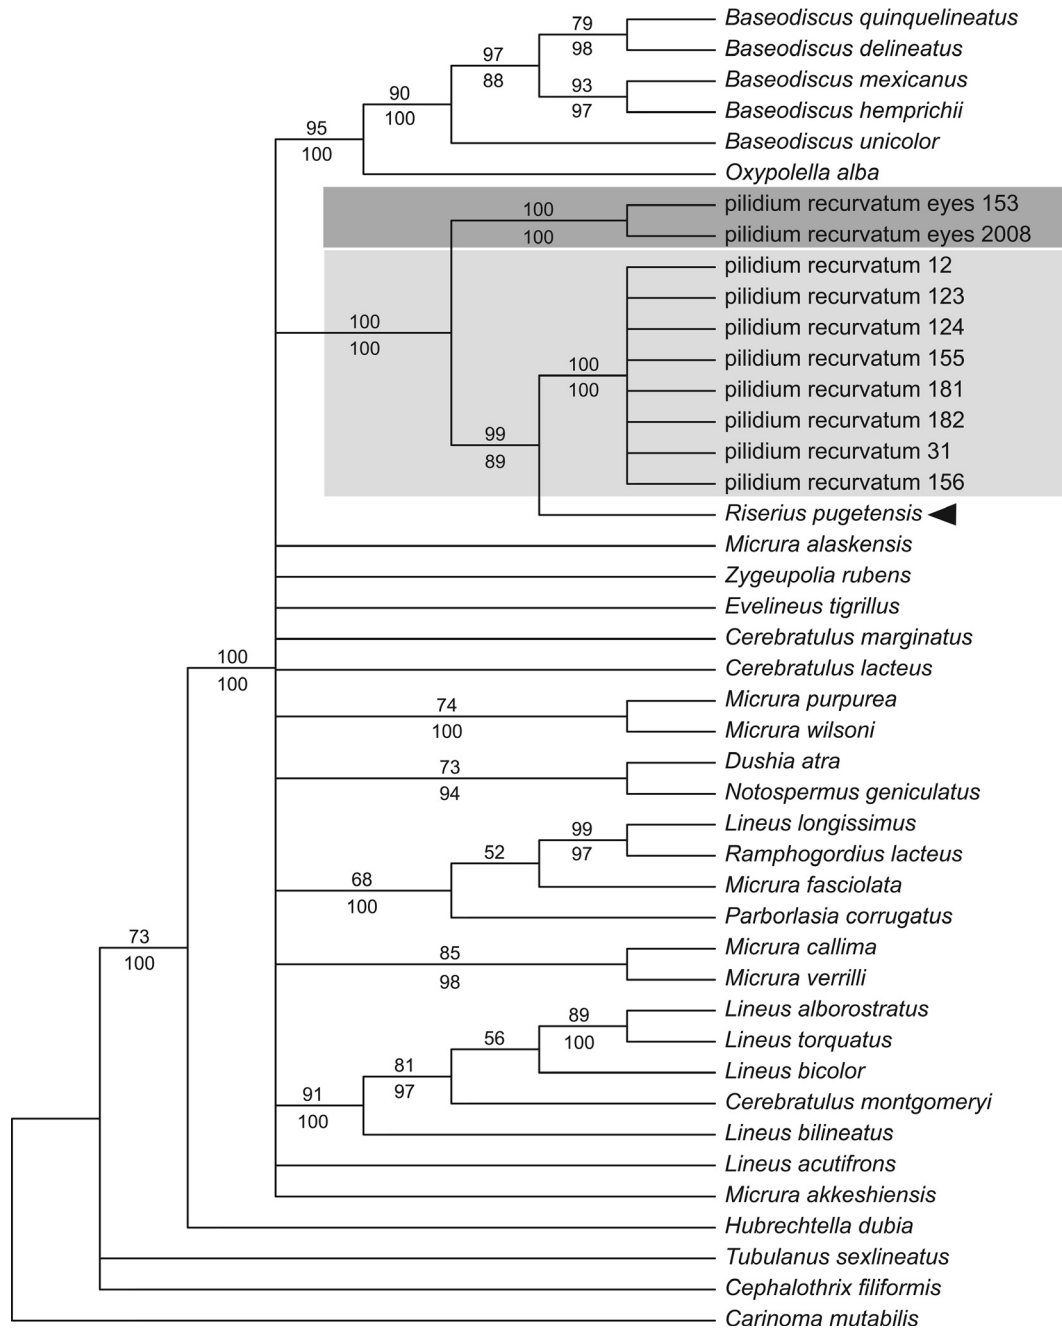 Baseodiscus quinquelineatus
79
98
Baseodiscus delineatus
97
88
Baseodiscus mexicanus
93
97
Baseodiscus hemprichii
90
100
Baseodiscus unicolor
95
100
Oxypolella alba
pilidium recurvatum eyes 153
100
100
pilidium recurvatum eyes 2008
pilidium recurvatum 12
pilidium recurvatum 123
100
100
pilidium recurvatum 124
pilidium recurvatum 155
100
100
pilidium recurvatum 181
pilidium recurvatum 182
99
89
pilidium recurvatum 31
pilidium recurvatum 156
Riserius pugetensis
Micrura alaskensis
Zygeupolia rubens
Evelineus tigrillus
Cerebratulus marginatus
100
100
Cerebratulus lacteus
Micrura purpurea
74
100
Micrura wilsoni
Dushia atra
73
94
Notospermus geniculatus
Lineus longissimus
99
97
Ramphogordius lacteus
52
Micrura fasciolata
68
100
Parborlasia corrugatus
73
100
Micrura callima
85
98
Micrura verrilli
Lineus alborostratus
89
100
Lineus torquatus
56
Lineus bicolor
81
97
Cerebratulus montgomeryi
91
100
Lineus bilineatus
Lineus acutifrons
Micrura akkeshiensis
Hubrechtella dubia
Tubulanus sexlineatus
Cephalothrix filiformis
Carinoma mutabilis